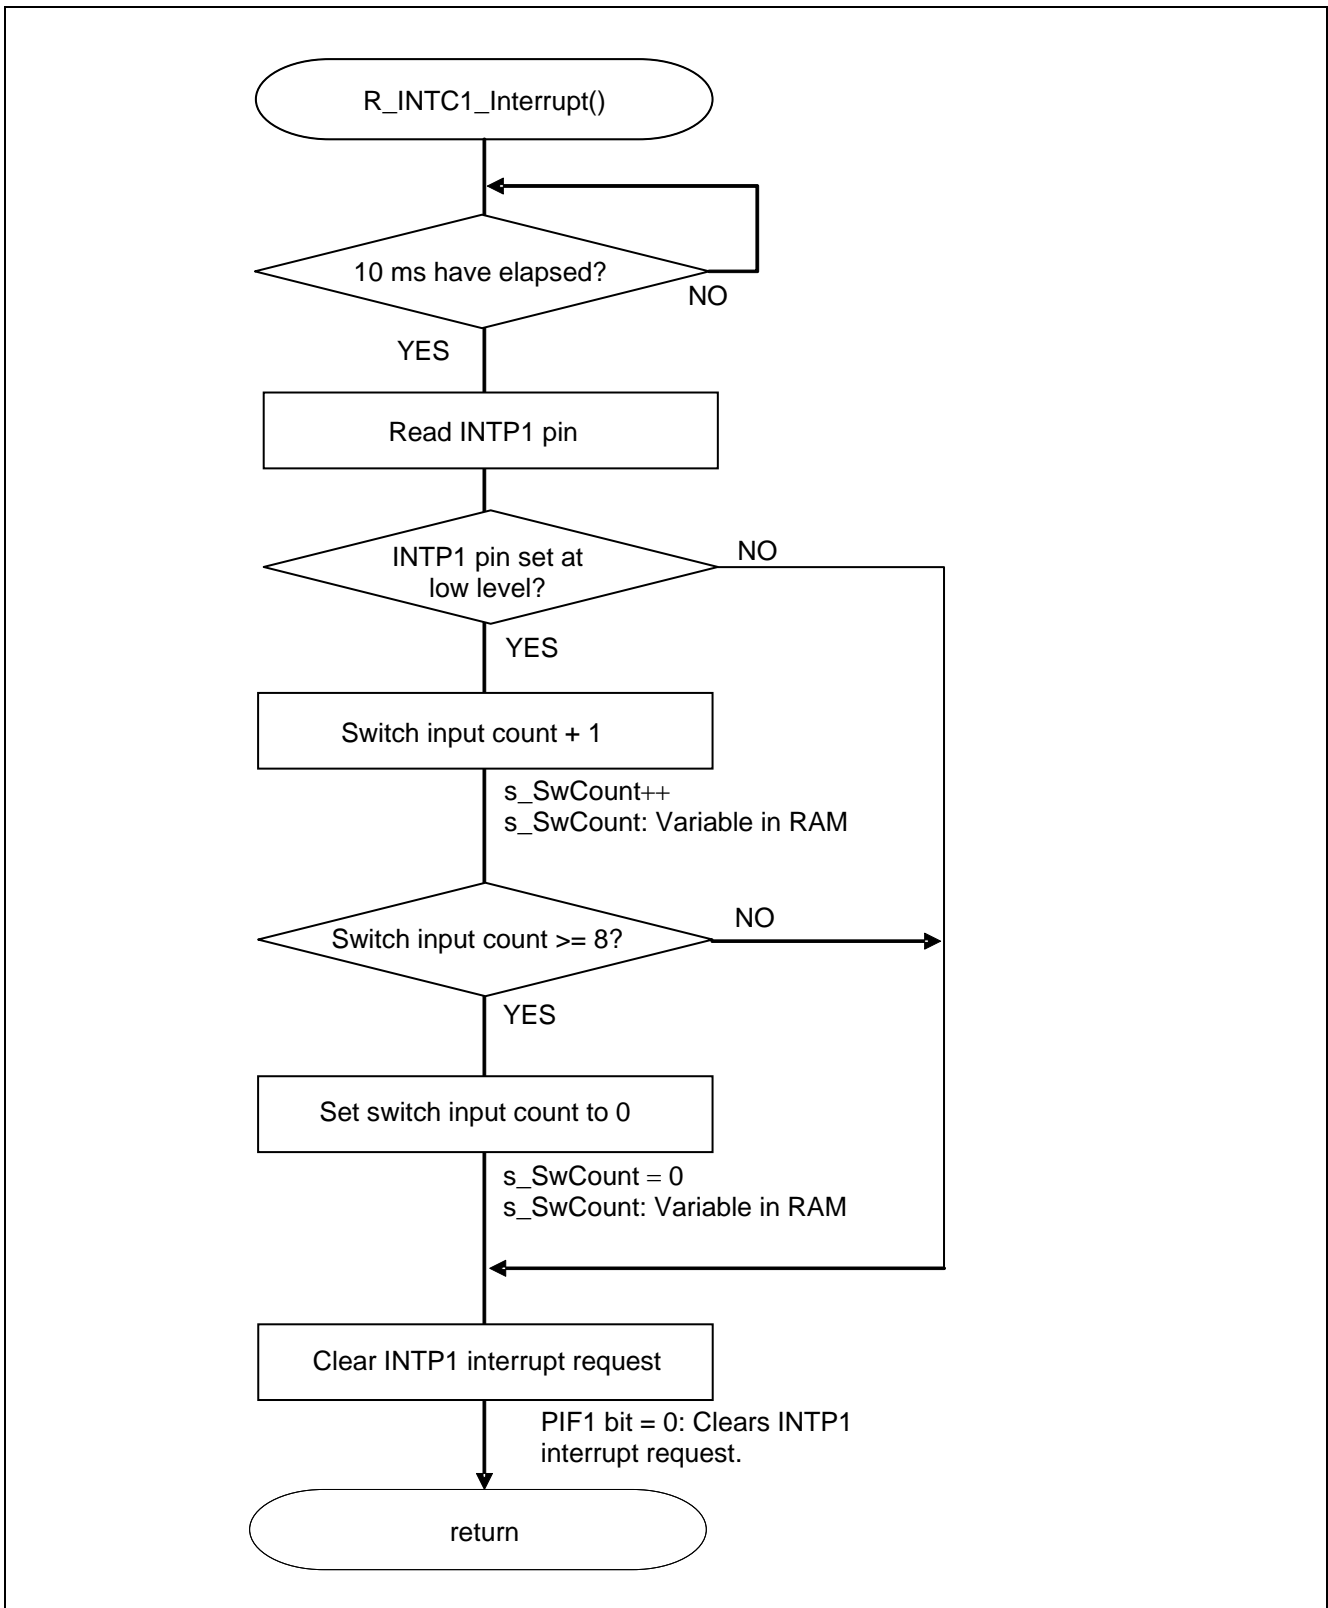 R_INTC1_Interrupt()
10 ms have elapsed?
NO
YES
Read INTP1 pin
NO
INTP1 pin set at
low level?
YES
Switch input count + 1
s_SwCount++
s_SwCount: Variable in RAM
NO
Switch input count >= 8?
YES
Set switch input count to 0
s_SwCount = 0
s_SwCount: Variable in RAM
Clear INTP1 interrupt request
PIF1 bit = 0: Clears INTP1
interrupt request.
return